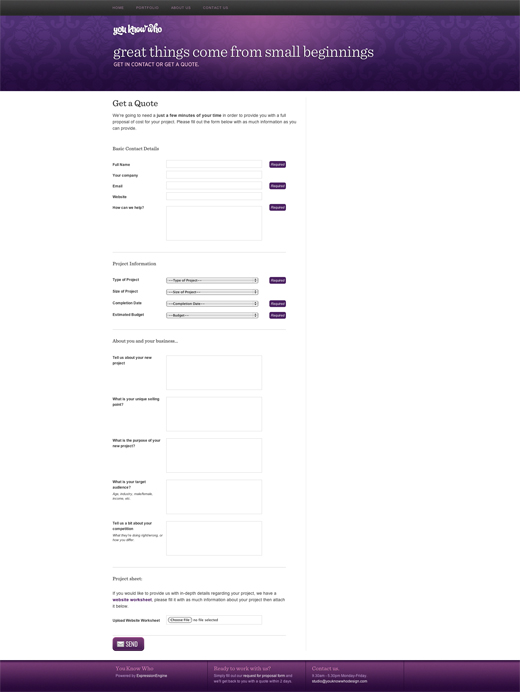 HOME PORTFOLIO ABOUT US CONTACT US
you know who
great things come from small beginnings
GET IN CONTACT OR GET A QUOTE.
Get a Quote
We're going to need a just a few minutes of your time in order to provide you with a full
proposal of cost for your project. Please fill out the form below with as much information as you
can provide.
Basic Contact Details
Full Name Required
Your company
Email Required
Website
How can we help? Required
Project Information
Type of Project ---Type of Project--- Required
Size of Project ---Size of Project---
Completion Date ---Completion Date--- Required
Estimated Budget ---Budget--- Required
About you and your business...
Tell us about your new
project
What is your unique selling
point?
What is the purpose of your
new project?
What is your target
audience?
Age, industry, male/female,
income, etc
Tell us a bit about your
competition
What they're doing right/wrong, or
how you differ
Project sheet
If you would like to provide us with in-depth details regarding your project, we have a
website worksheet, please fill it with as much information about your project then attach
it below.
Upload Website Worksheet Choose File no file selected
SEND
You Know Who
Powered by ExpressionEngine
Ready to work with us?
Simply fill out our request for proposal form and
we'll get back to you with a quote within 2 days.
Contact us
9.00am - 5.30pm Monday Friday.
studio@youknowwhodesign.com